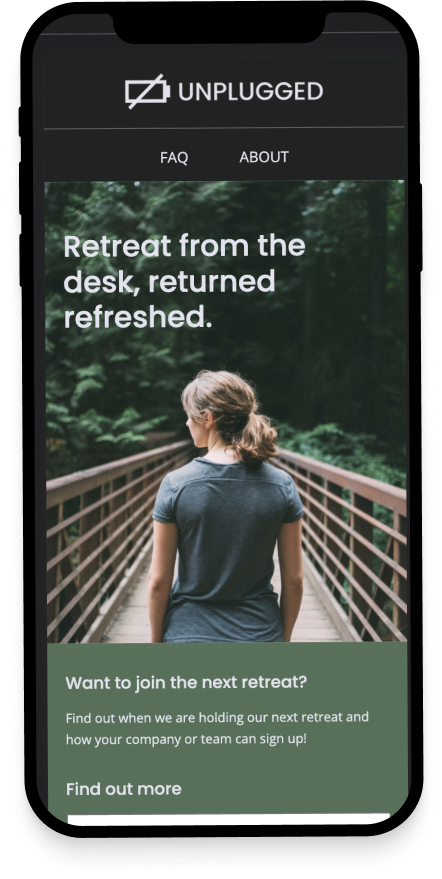 UNPLUGGED
FAQ ABOUT
Retreat from the
desk, returned
refreshed.
Want to join the next retreat?
Find out when we are holding our next retreat and
how your company or team can sign up!
Find out more